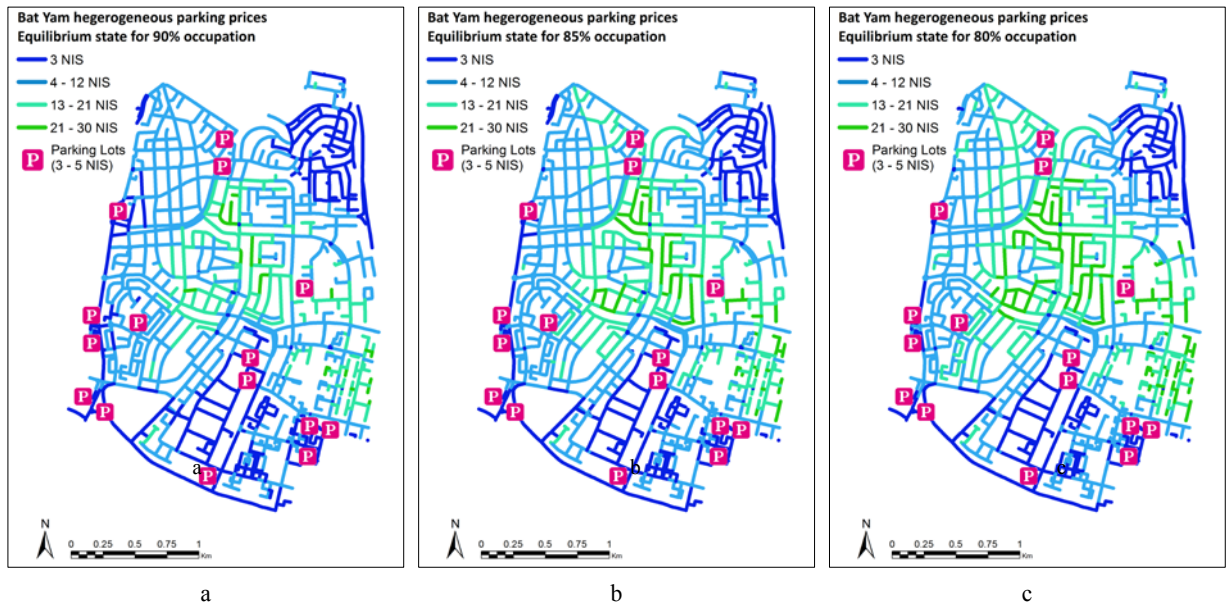 Bat Yam hegerogeneous parking prices
Equilibrium state for 90% occupation
3 NIS
4 - 12 NIS
13 - 21 NIS
21 - 30 NIS
P Parking Lots
(3 - 5 NIS)
P
P
P
P
P
P
P
P
P
P
P
P
P
P
a
P
N
0 0.25 0.5 0.75 1
Km
a
Bat Yam hegerogeneous parking prices
Equilibrium state for 85% occupation
3 NIS
4 - 12 NIS
13 - 21 NIS
21 - 30 NIS
P Parking Lots
(3 - 5 NIS)
P
P
P
P
P
P
P
P
P
P
P
P
P
P
b
P
N
0 0.25 0.5 0.75 1
Km
b
Bat Yam hegerogeneous parking prices
Equilibrium state for 80% occupation
3 NIS
4 - 12 NIS
13 - 21 NIS
21 - 30 NIS
P Parking Lots
(3 - 5 NIS)
P
P
P
P
P
P
P
P
P
P
P
P
P
P
c
P
N
0 0.25 0.5 0.75 1
Km
c